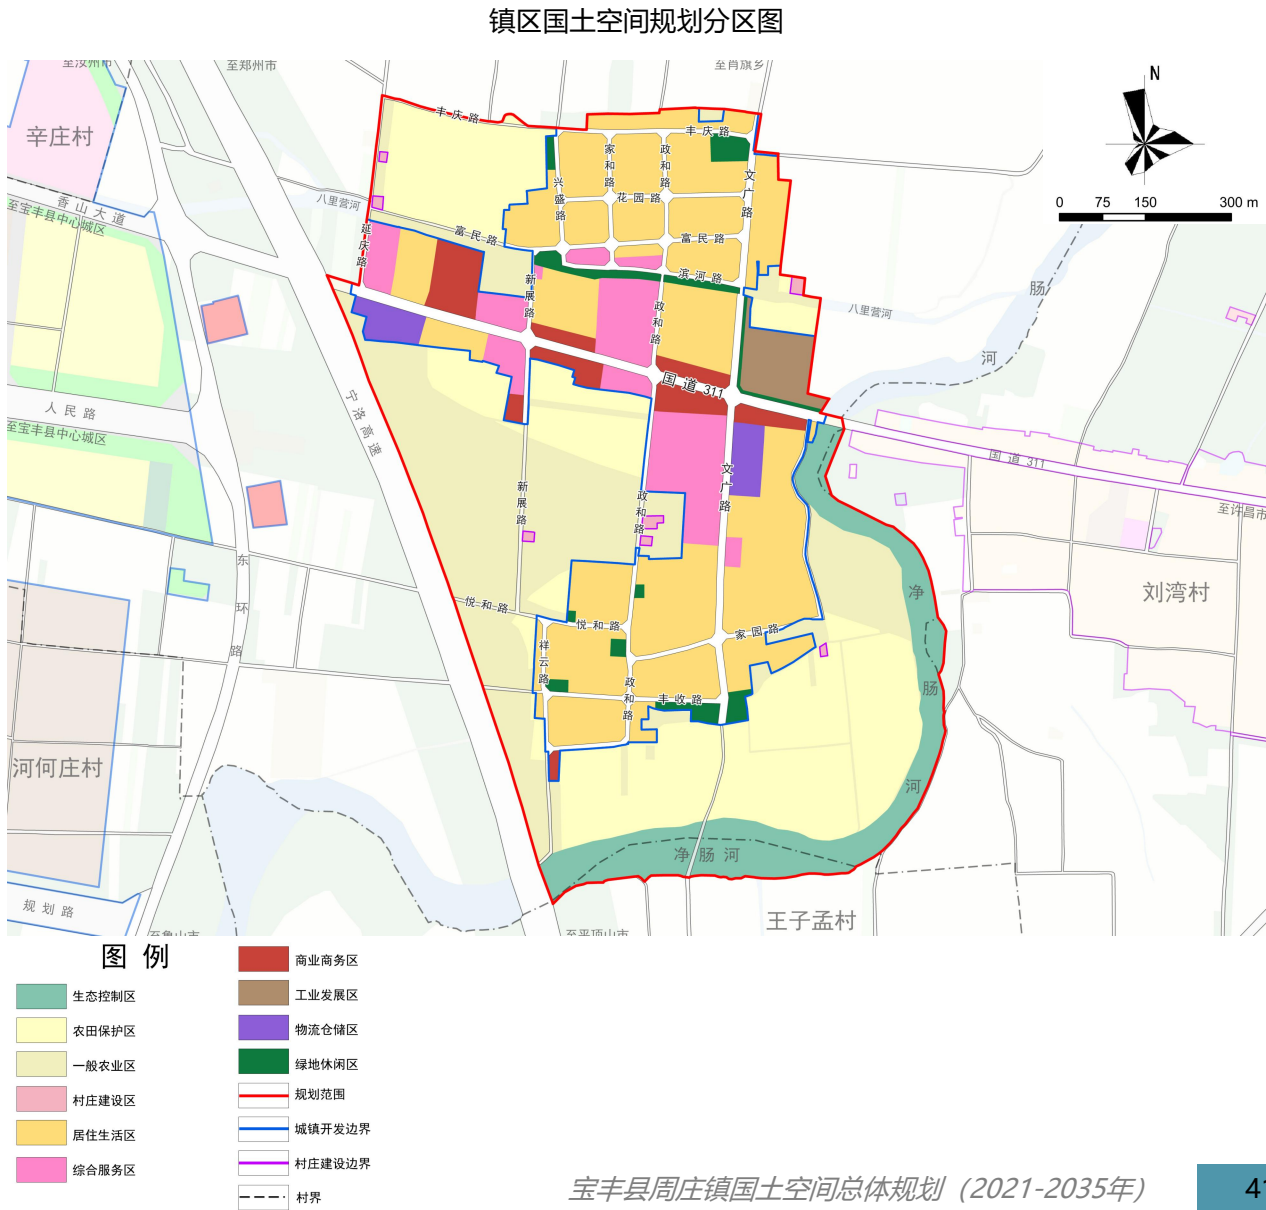 镇区国土空间规划分区图
至汝州市
至郑州市
至肖旗乡
N
0 75 150 300 m
辛庄村
香山大道
至宝丰县中心城区
八里营河
丰庆路
丰庆路
家和路
政和路
文广路
兴盛路
花园路
延庆路
富民路
富民路
新展路
滨河路
政和路
八里营河
肠
河
国道311
宁洛高速
人民路
至宝丰县中心城区
国道 311
至许昌市
文广路
新展路
政和路
东环路
净
肠
河
刘湾村
悦和路
悦和路
家园路
祥云路
政和路
丰收路
河何庄村
净肠河
规划路
至鲁山市
至平顶山市
王子孟村
图例
生态控制区
农田保护区
一般农业区
村庄建设区
居住生活区
综合服务区
商业商务区
工业发展区
物流仓储区
绿地休闲区
规划范围
城镇开发边界
村庄建设边界
村界
宝丰县周庄镇国土空间总体规划（2021-2035年）
41